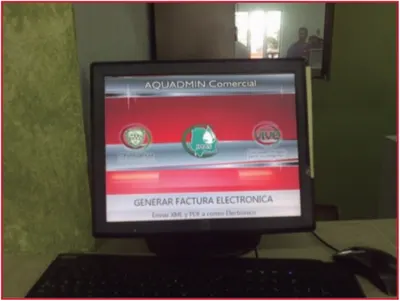 AQUADMIN Comercial
GENERAR FACTURA ELECTRONICA
Enviar XML y PDF a correo Electronico